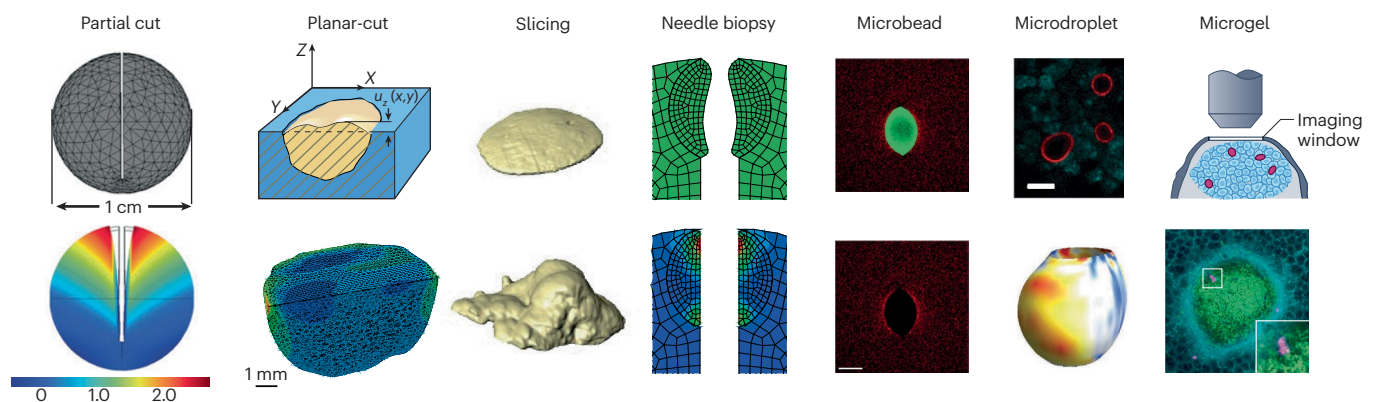 Partial cut
Planar-cut
Slicing
Needle biopsy
Microbead
Microdroplet
Microgel
Z
X
Y
u_z (x,y)
Imaging
window
1 cm
1 mm
0 1.0 2.0